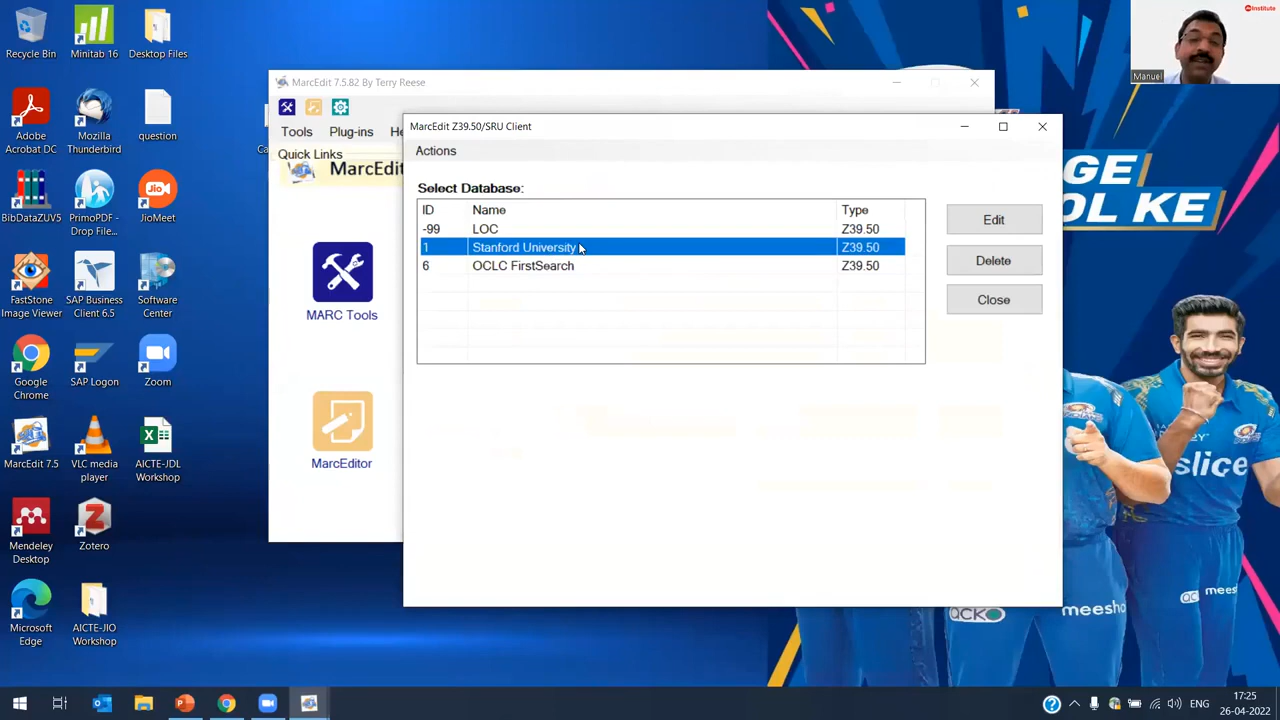 Recycle Bin
Minitab 16
Desktop Files
Adobe
Acrobat DC
Mozilla
Thunderbird
question
BibDataZUV5
PrimoPDF -
Drop File...
JioMeet
FastStone
Image Viewer
SAP Business
Client 6.5
Software
Center
Google
Chrome
SAP Logon
Zoom
MarcEdit 7.5
VLC media
player
AICTE-JDL
Workshop
Mendeley
Desktop
Zotero
Microsoft
Edge
AICTE-JIO
Workshop
MarcEdit 7.5.82 By Terry Reese
Tools
Plug-ins
He
Quick Links
MarcEdit
MARC Tools
MarcEditor
MarcEdit Z39.50/SRU Client
Actions
Select Database:
ID Name Type
-99 LOC Z39.50
1 Stanford University Z39.50
6 OCLC FirstSearch Z39.50
Edit
Delete
Close
Institute
Manuel
GE
OL KE
slice
meesho
mees
ACKO
ENG
17:25
26-04-2022